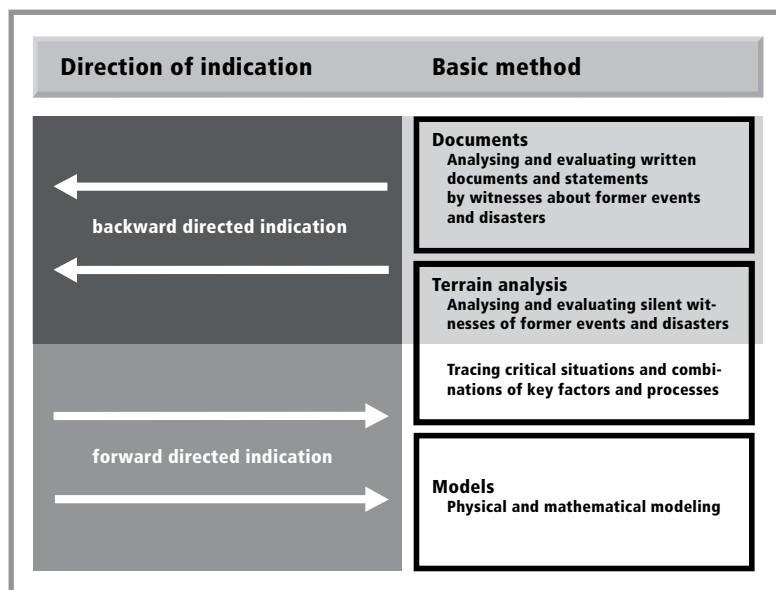 Direction of indication
Basic method
backward directed indication
Documents
Analysing and evaluating written
documents and statements
by witnesses about former events
and disasters
Terrain analysis
Analysing and evaluating silent wit-
nesses of former events and disasters
Tracing critical situations and combi-
nations of key factors and processes
forward directed indication
Models
Physical and mathematical modeling